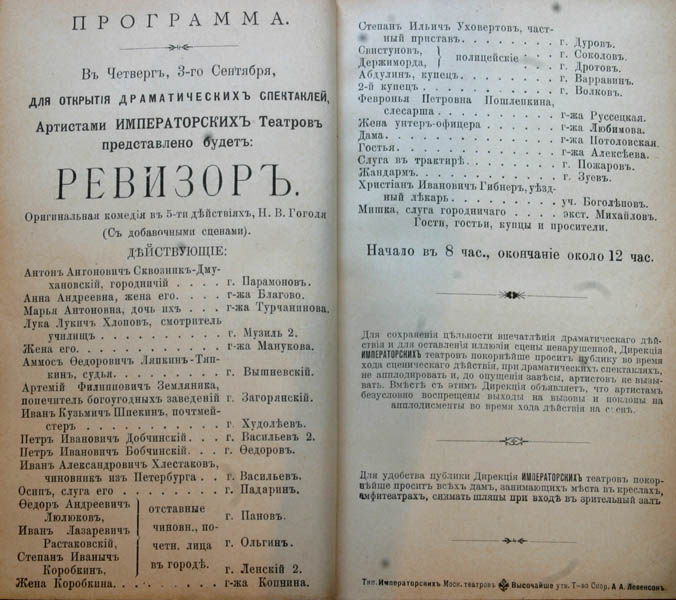 ПРОГРАММА.
Въ Четвергъ, 3-го Сентября,
ДЛЯ ОТКРЫТІЯ ДРАМАТИЧЕСКИХЪ СПЕКТАКЛЕЙ,
Артистами ИМПЕРАТОРСКИХЪ Театровъ
представлено будетъ:
РЕВИЗОРЪ.
Оригинальная комедія въ 5-ти дѣйствіяхъ, Н. В. Гоголя
(Съ добавочными сценами).
ДѢЙСТВУЮЩІЕ:
Антонъ Антоновичъ Сквозникъ-Дму-
хановскій, городничій . . . . г. Парамоновъ.
Анна Андреевна, жена его. . . . г-жа Благово.
Марья Антоновна, дочь ихъ . . . г-жа Турчанинова.
Лука Лукичъ Хлоповъ, смотритель
училищъ . . . . . . . . . . г. Музиль 2.
Жена его. . . . . . . . . . . г-жа Манукова.
Аммосъ Ѳедоровичъ Ляпкинъ-Тяп-
кинъ, судья. . . . . . . . . г. Вышневскій.
Артемій Филипповичъ Земляника,
попечитель богоугодныхъ заведеній г. Загорянскій.
Иванъ Кузьмичъ Шпекинъ, почтмей-
стеръ . . . . . . . . . . . г. Худолѣевъ.
Петръ Ивановичъ Добчинскій. . . г. Васильевъ 2.
Петръ Ивановичъ Бобчинскій. . . г. Ѳедоровъ.
Иванъ Александровичъ Хлестаковъ,
чиновникъ изъ Петербурга . . г. Васильевъ.
Осипъ, слуга его . . . . . . . . г. Падаринъ.
Ѳедоръ Андреевичъ
Люлюковъ,
Иванъ Лазаревичъ
Растаковскій,
Степанъ Иванычъ
Коробкинъ,
отставные
чиновн., по-
четн. лица
въ городѣ.
г. Пановъ.
г. Ольгинъ.
г. Ленскій 2.
Жена Коробкина. . . . . . . . г-жа Копнина.
Степанъ Ильичъ Уховертовъ, част-
ный приставъ . . . . . . . . г. Дуровъ.
Свистуновъ,
Держиморда,
полицейскіе
г. Соколовъ.
г. Дротовъ.
Абдулинъ, купецъ. . . . . . . . г. Варравинъ.
2-й купецъ. . . . . . . . . . . г. Волковъ.
Февронья Петровна Пошлепкина,
слесарша . . . . . . . . . . г-жа Руссецкая.
Жена унтеръ-офицера . . . . . . г-жа Любимова.
Дама. . . . . . . . . . . . . г-жа Потоловская.
Гостья. . . . . . . . . . . . г-жа Алексѣева.
Слуга въ трактирѣ . . . . . . . г. Пожаровъ.
Жандармъ. . . . . . . . . . . г. Зуевъ.
Христіанъ Ивановичъ Гибнеръ, уѣзд-
ный лѣкарь . . . . . . . . . уч. Боголѣповъ.
Мишка, слуга городничаго . . . экст. Михайловъ.
Гости, гостьи, купцы и просители.
Начало въ 8 час., окончаніе около 12 час.
Для сохраненія цѣльности впечатлѣнія драматическаго дѣй-
ствія и для оставленія иллюзіи сцены ненарушенной, Дирекція
ИМПЕРАТОРСКИХЪ театровъ покорнѣйше проситъ публику во время
хода сценическаго дѣйствія, при драматическихъ спектакляхъ,
не апплодировать и, до опущенія завѣсы, артистовъ не вызы-
вать. Вмѣстѣ съ этимъ Дирекція объявляетъ, что артистамъ
безусловно воспрещены выходы на вызовы и поклоны на
апплодисменты во время хода дѣйствія на сценѣ.
Для удобства публики Дирекція ИМПЕРАТОРСКИХЪ театровъ покор-
нѣйше проситъ всѣхъ дамъ, занимающихъ мѣста въ креслахъ,
амфитеатрахъ, снимать шляпы при входѣ въ зрительный залъ
Тип. Императорскихъ Моск. театровъ Высочайше утв. Т-во Скор. А. А. Левенсонъ.